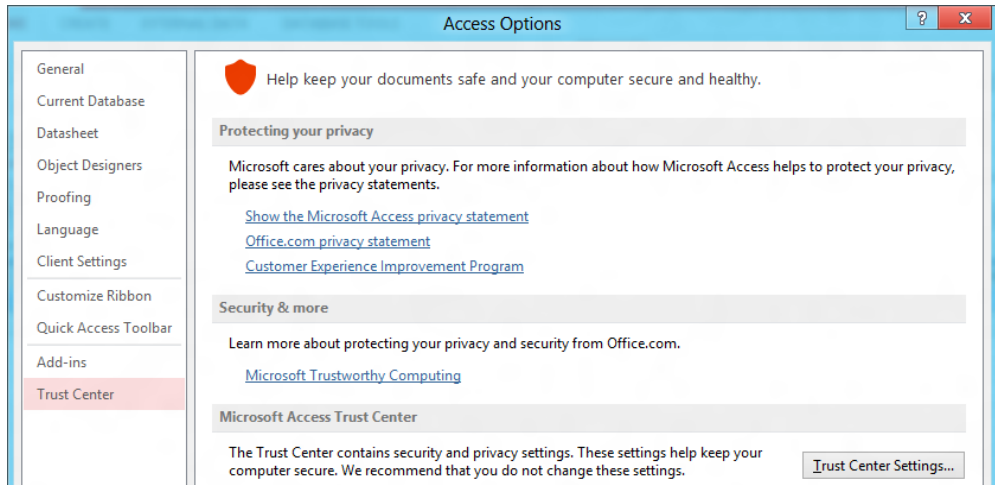 Access Options
?
X
General
Current Database
Datasheet
Object Designers
Proofing
Language
Client Settings
Customize Ribbon
Quick Access Toolbar
Add-ins
Trust Center
Help keep your documents safe and your computer secure and healthy.
Protecting your privacy
Microsoft cares about your privacy. For more information about how Microsoft Access helps to protect your privacy,
please see the privacy statements.
Show the Microsoft Access privacy statement
Office.com privacy statement
Customer Experience Improvement Program
Security & more
Learn more about protecting your privacy and security from Office.com.
Microsoft Trustworthy Computing
Microsoft Access Trust Center
The Trust Center contains security and privacy settings. These settings help keep your
computer secure. We recommend that you do not change these settings.
Trust Center Settings...